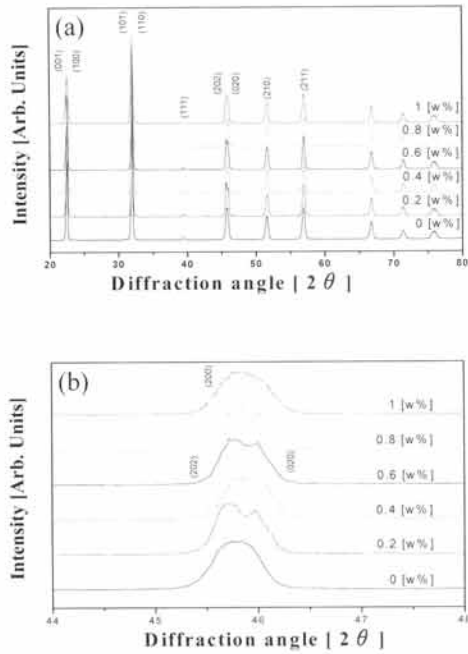 (a)
(001)
(100)
(101)
(110)
(111)
(202)
(020)
(210)
(211)
1 [w%]
0.8 [w%]
0.6 [w%]
0.4 [w%]
0.2 [w%]
0 [w%]
Intensity [Arb. Units]
20 30 40 50 60 70 80
Diffraction angle [ 2 θ ]
(b)
(200)
(202)
(020)
1 [w%]
0.8 [w%]
0.6 [w%]
0.4 [w%]
0.2 [w%]
0 [w%]
Intensity [Arb. Units]
44 45 46 47 48
Diffraction angle [ 2 θ ]